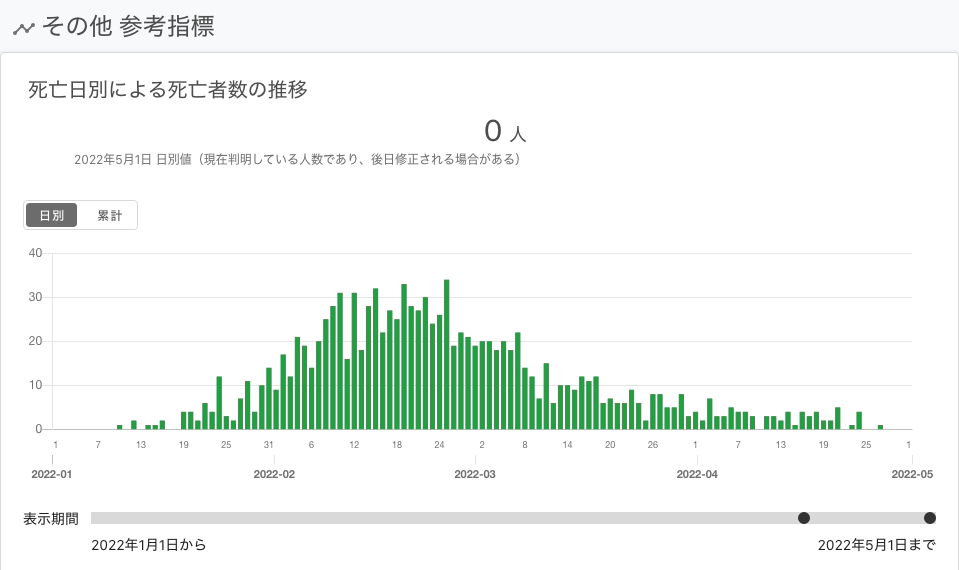 その他 参考指標
死亡日別による死亡者数の推移
0 人
2022年5月1日 日別値（現在判明している人数であり、後日修正される場合がある）
日別 累計
40
30
20
10
0
1 7 13 19 25 31 6 12 18 24 2 8 14 20 26 1 7 13 19 25 1
2022-01 2022-02 2022-03 2022-04 2022-05
表示期間
2022年1月1日から 2022年5月1日まで